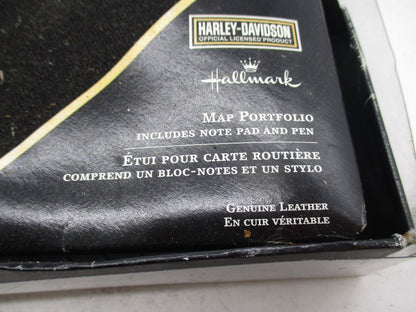 HARLEY-DAVIDSON
OFFICIAL LICENSED PRODUCT
Hallmark
MAP PORTFOLIO
INCLUDES NOTE PAD AND PEN
ÉTUI POUR CARTE ROUTIÈRE
COMPREND UN BLOC-NOTES ET UN STYLO
GENUINE LEATHER
EN CUIR VÉRITABLE